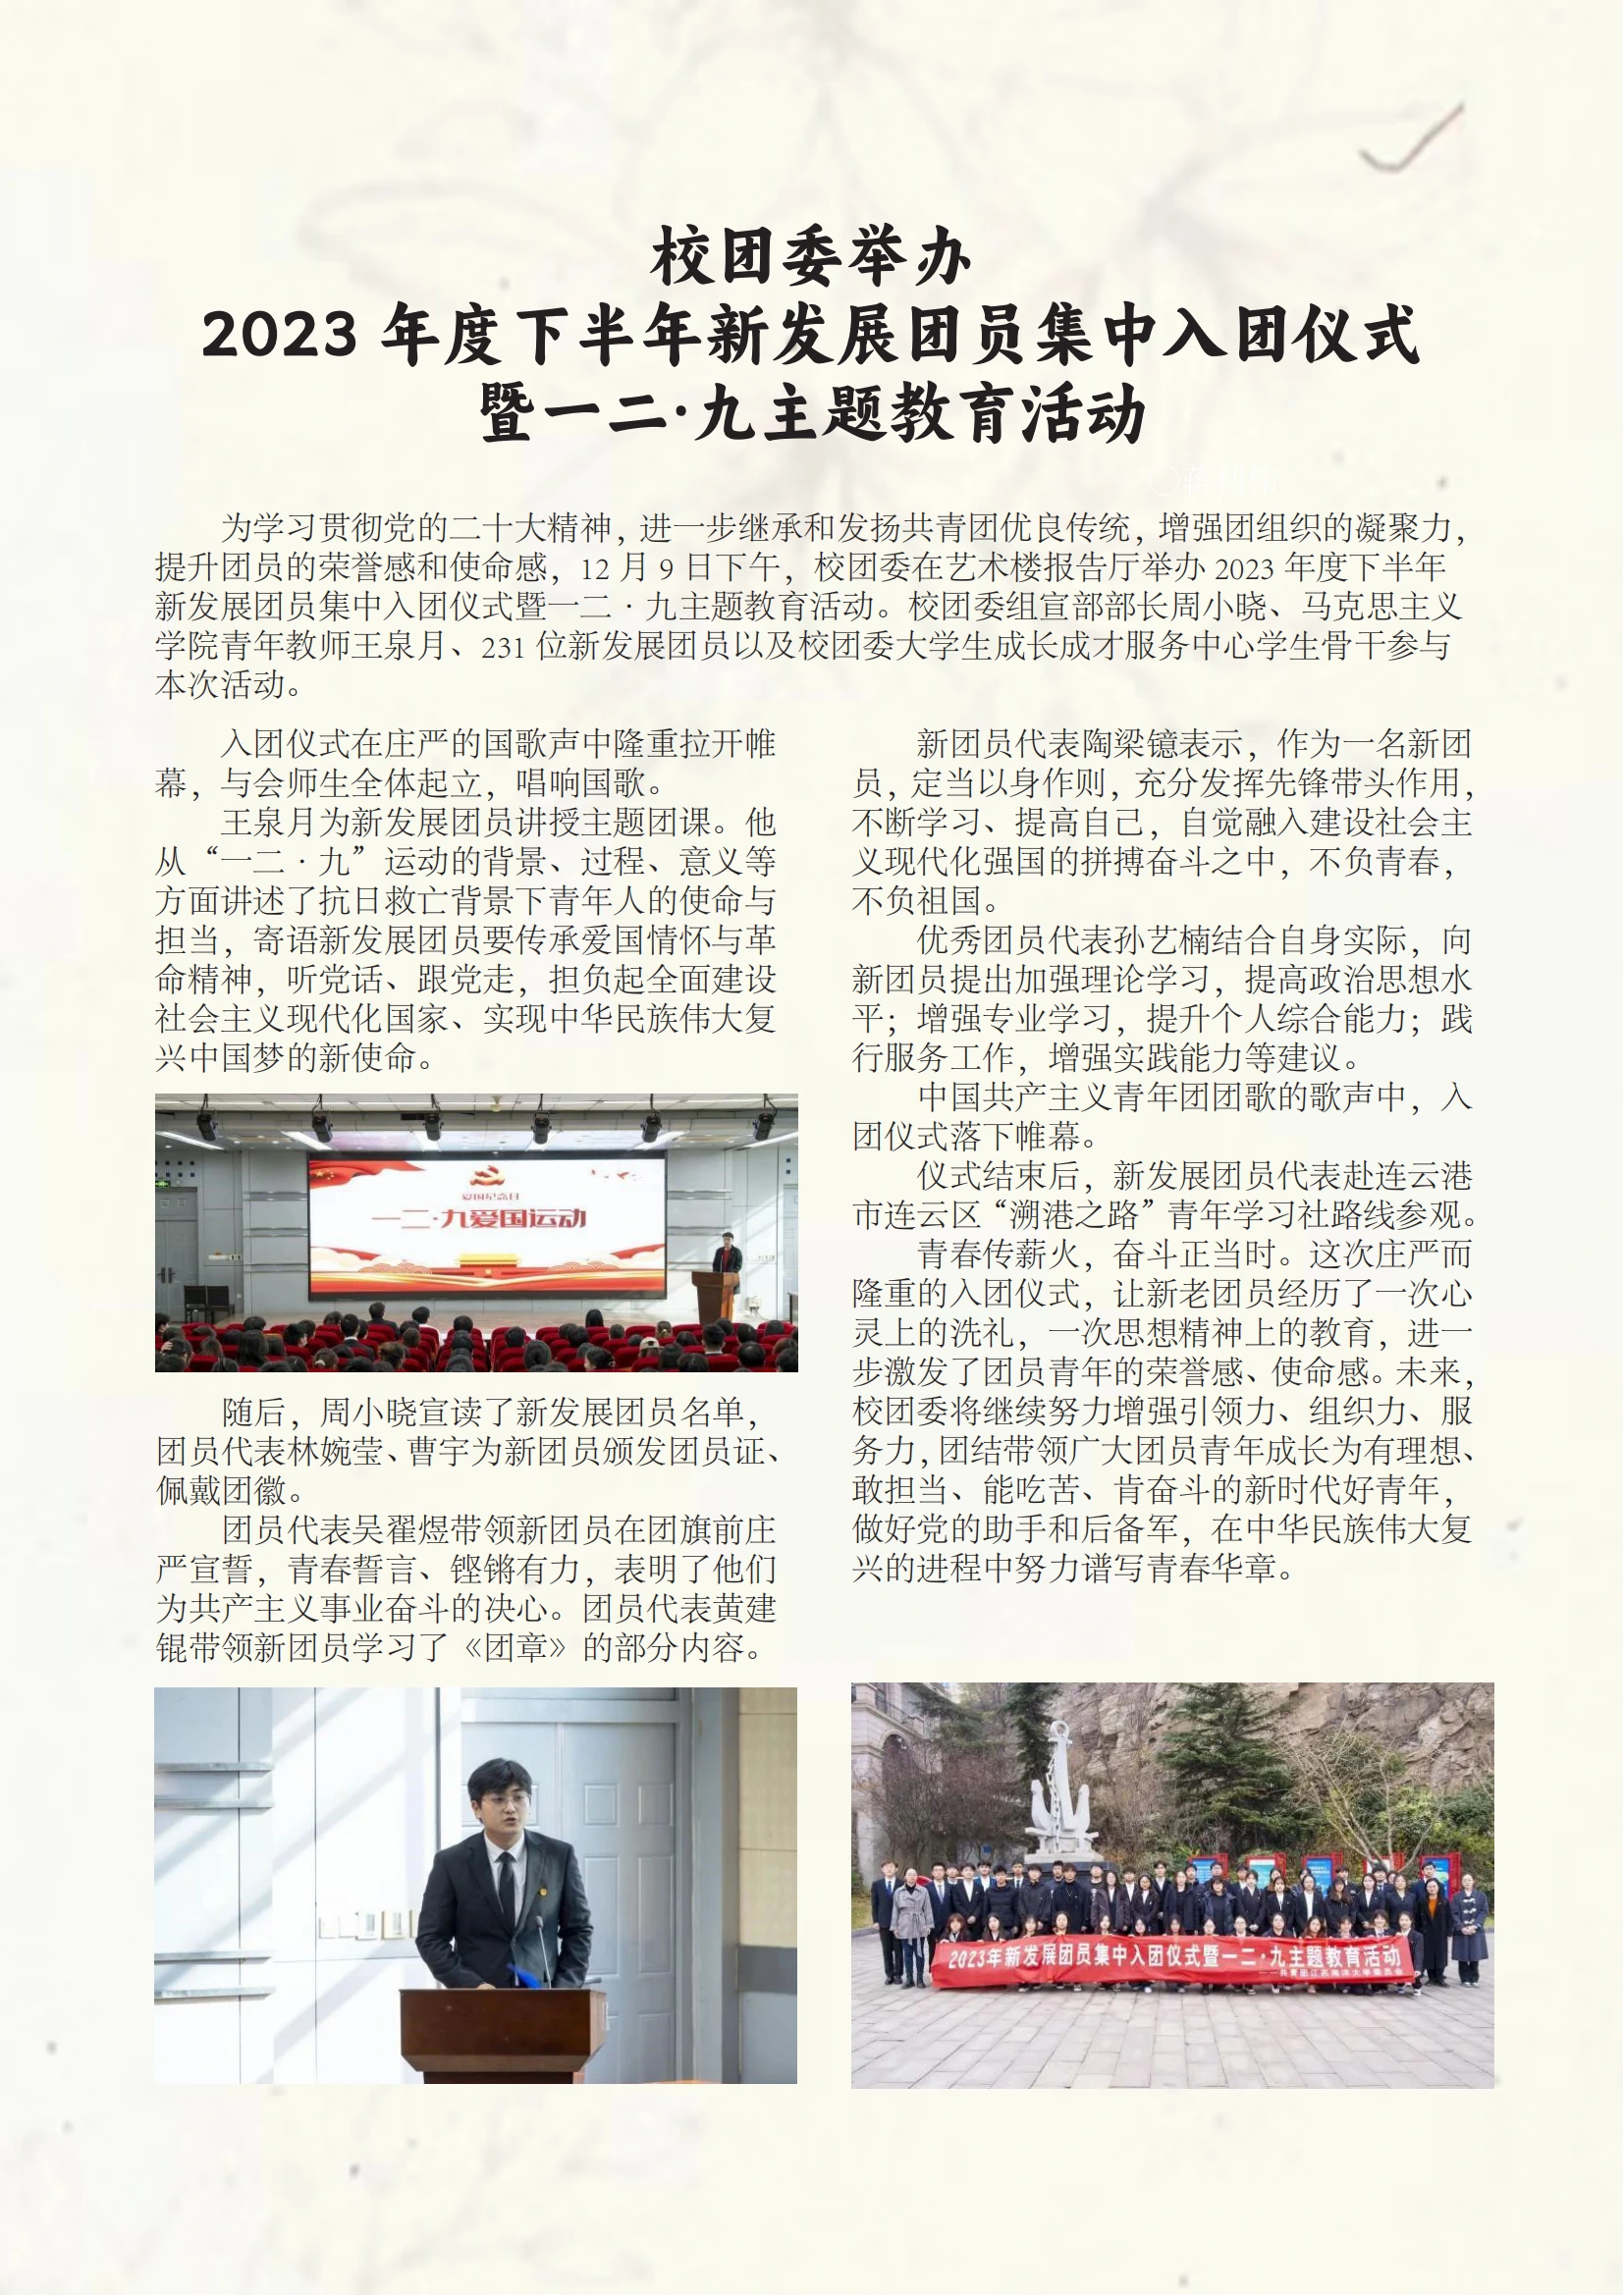 校团委举办
2023 年度下半年新发展团员集中入团仪式
暨一二·九主题教育活动
为学习贯彻党的二十大精神，进一步继承和发扬共青团优良传统，增强团组织的凝聚力，
提升团员的荣誉感和使命感，12 月 9 日下午，校团委在艺术楼报告厅举办 2023 年度下半年
新发展团员集中入团仪式暨一二 · 九主题教育活动。校团委组宣部部长周小晓、马克思主义
学院青年教师王泉月、231 位新发展团员以及校团委大学生成长成才服务中心学生骨干参与
本次活动。
入团仪式在庄严的国歌声中隆重拉开帷
幕，与会师生全体起立，唱响国歌。
王泉月为新发展团员讲授主题团课。他
从“一二 · 九”运动的背景、过程、意义等
方面讲述了抗日救亡背景下青年人的使命与
担当，寄语新发展团员要传承爱国情怀与革
命精神，听党话、跟党走，担负起全面建设
社会主义现代化国家、实现中华民族伟大复
兴中国梦的新使命。
爱国纪念日
一二·九爱国运动
随后，周小晓宣读了新发展团员名单，
团员代表林婉莹、曹宇为新团员颁发团员证、
佩戴团徽。
团员代表吴翟煜带领新团员在团旗前庄
严宣誓，青春誓言、铿锵有力，表明了他们
为共产主义事业奋斗的决心。团员代表黄建
锟带领新团员学习了《团章》的部分内容。
新团员代表陶梁镱表示，作为一名新团
员，定当以身作则，充分发挥先锋带头作用，
不断学习、提高自己，自觉融入建设社会主
义现代化强国的拼搏奋斗之中，不负青春，
不负祖国。
优秀团员代表孙艺楠结合自身实际，向
新团员提出加强理论学习，提高政治思想水
平；增强专业学习，提升个人综合能力；践
行服务工作，增强实践能力等建议。
中国共产主义青年团团歌的歌声中，入
团仪式落下帷幕。
仪式结束后，新发展团员代表赴连云港
市连云区“溯港之路”青年学习社路线参观。
青春传薪火，奋斗正当时。这次庄严而
隆重的入团仪式，让新老团员经历了一次心
灵上的洗礼，一次思想精神上的教育，进一
步激发了团员青年的荣誉感、使命感。未来，
校团委将继续努力增强引领力、组织力、服
务力，团结带领广大团员青年成长为有理想、
敢担当、能吃苦、肯奋斗的新时代好青年，
做好党的助手和后备军，在中华民族伟大复
兴的进程中努力谱写青春华章。
2023年新发展团员集中入团仪式暨一二·九主题教育活动
——共青团江苏海洋大学委员会